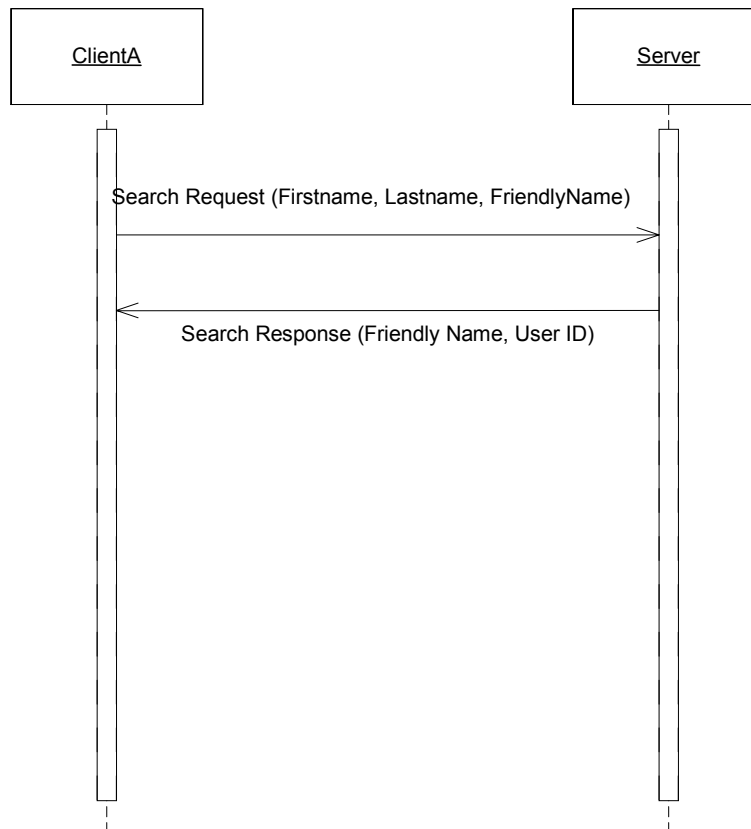 ClientA
Server
Search Request (Firstname, Lastname, FriendlyName)
Search Response (Friendly Name, User ID)